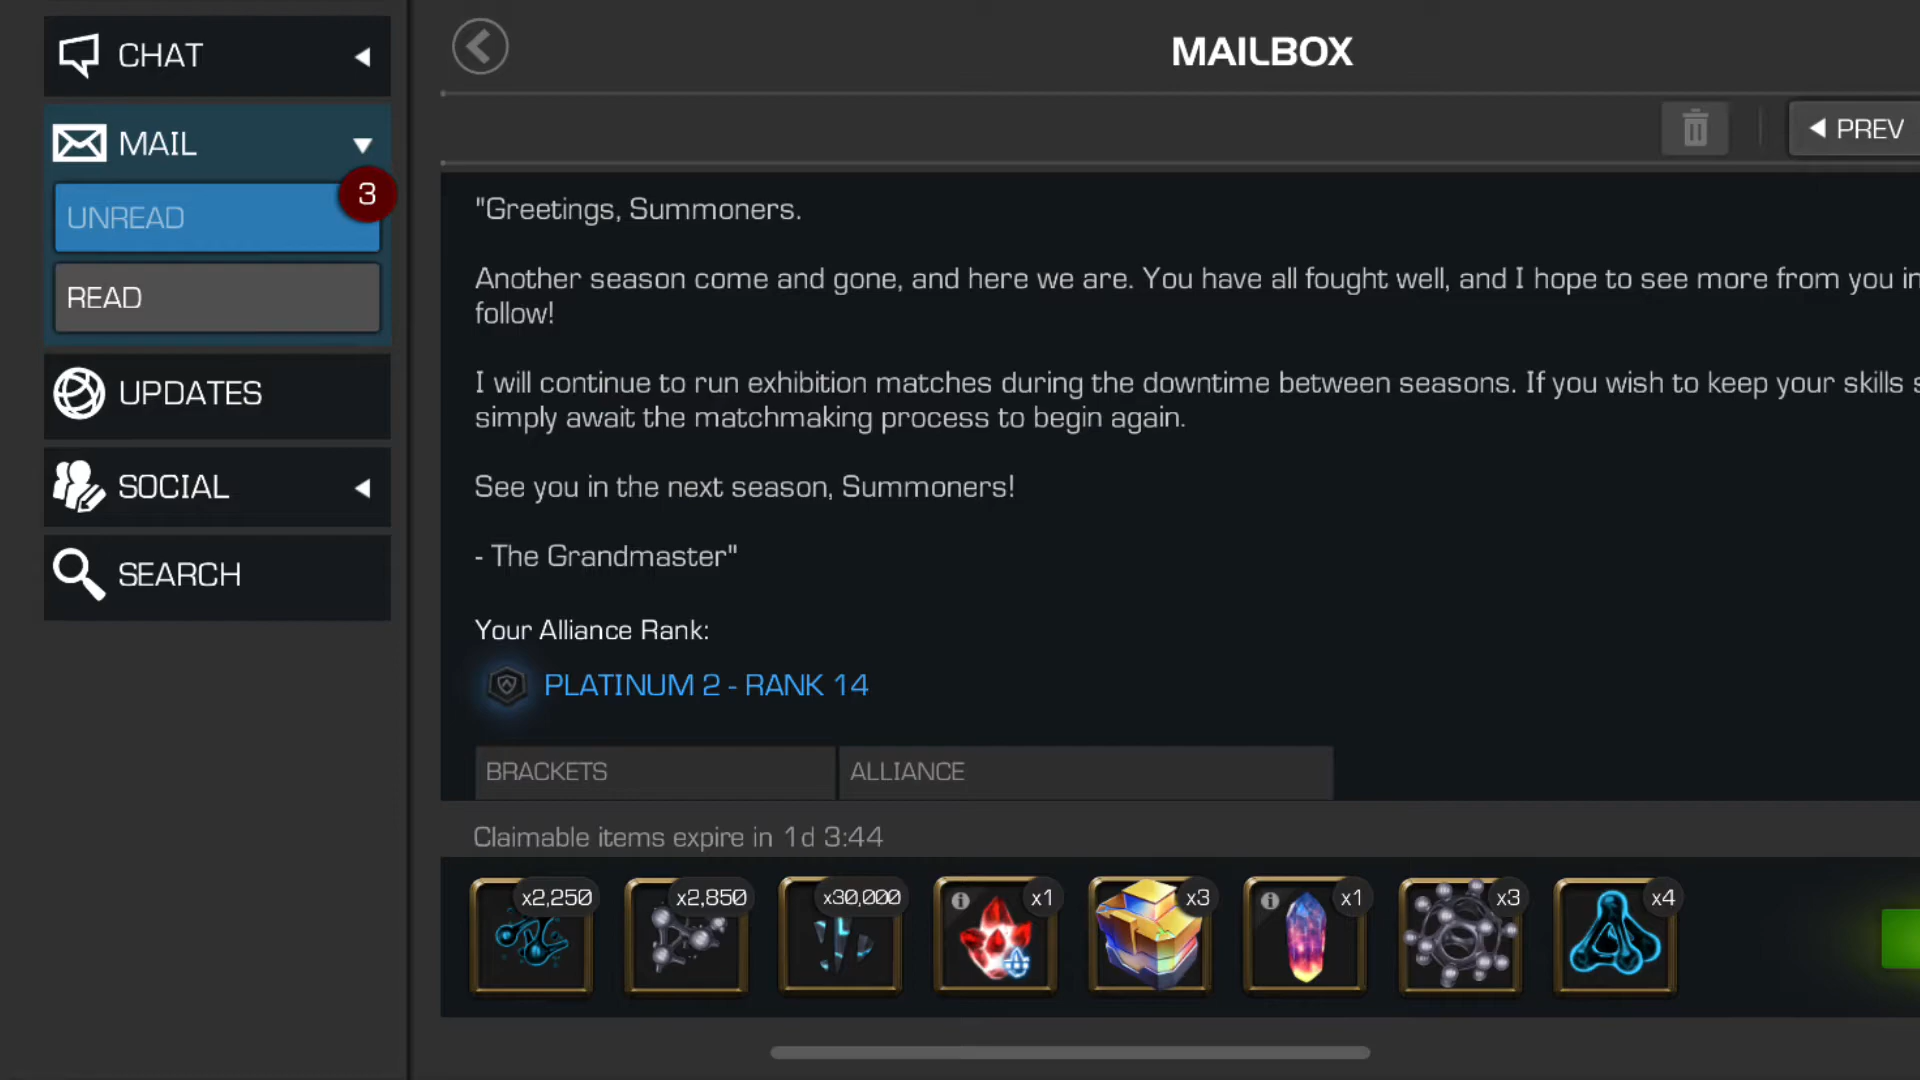 CHAT
MAILBOX
MAIL
PREV
3
UNREAD
READ
UPDATES
SOCIAL
SEARCH
"Greetings, Summoners.
Another season come and gone, and here we are. You have all fought well, and I hope to see more from you in
follow!
I will continue to run exhibition matches during the downtime between seasons. If you wish to keep your skills s
simply await the matchmaking process to begin again.
See you in the next season, Summoners!
- The Grandmaster"
Your Alliance Rank:
PLATINUM 2 - RANK 14
BRACKETS ALLIANCE
Claimable items expire in 1d 3:44
x2,250 x2,850 x30,000 x1 x3 x1 x3 x4